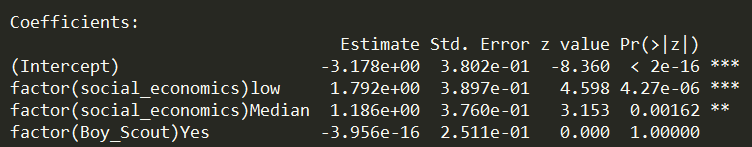 Coefficients:
Estimate Std. Error z value Pr(>|z|)
(Intercept) -3.178e+00 3.802e-01 -8.360 < 2e-16 ***
factor(social_economics)low 1.792e+00 3.897e-01 4.598 4.27e-06 ***
factor(social_economics)Median 1.186e+00 3.760e-01 3.153 0.00162 **
factor(Boy_Scout)Yes -3.956e-16 2.511e-01 0.000 1.00000